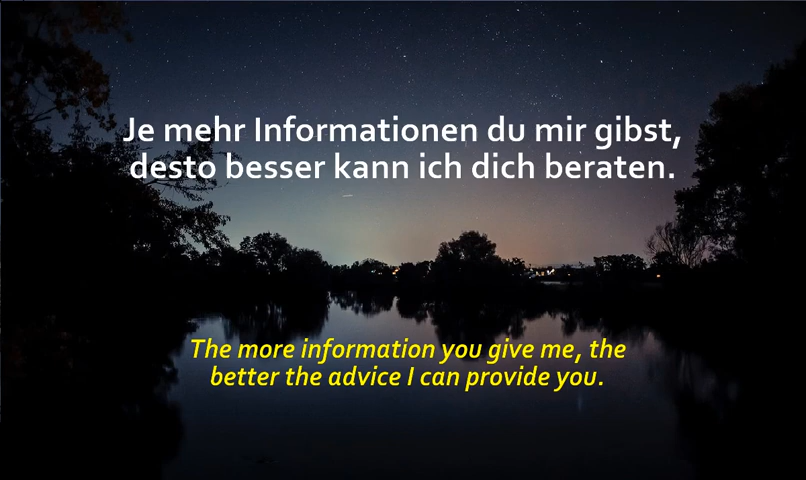 Je mehr Informationen du mir gibst,
desto besser kann ich dich beraten.
The more information you give me, the
better the advice I can provide you.